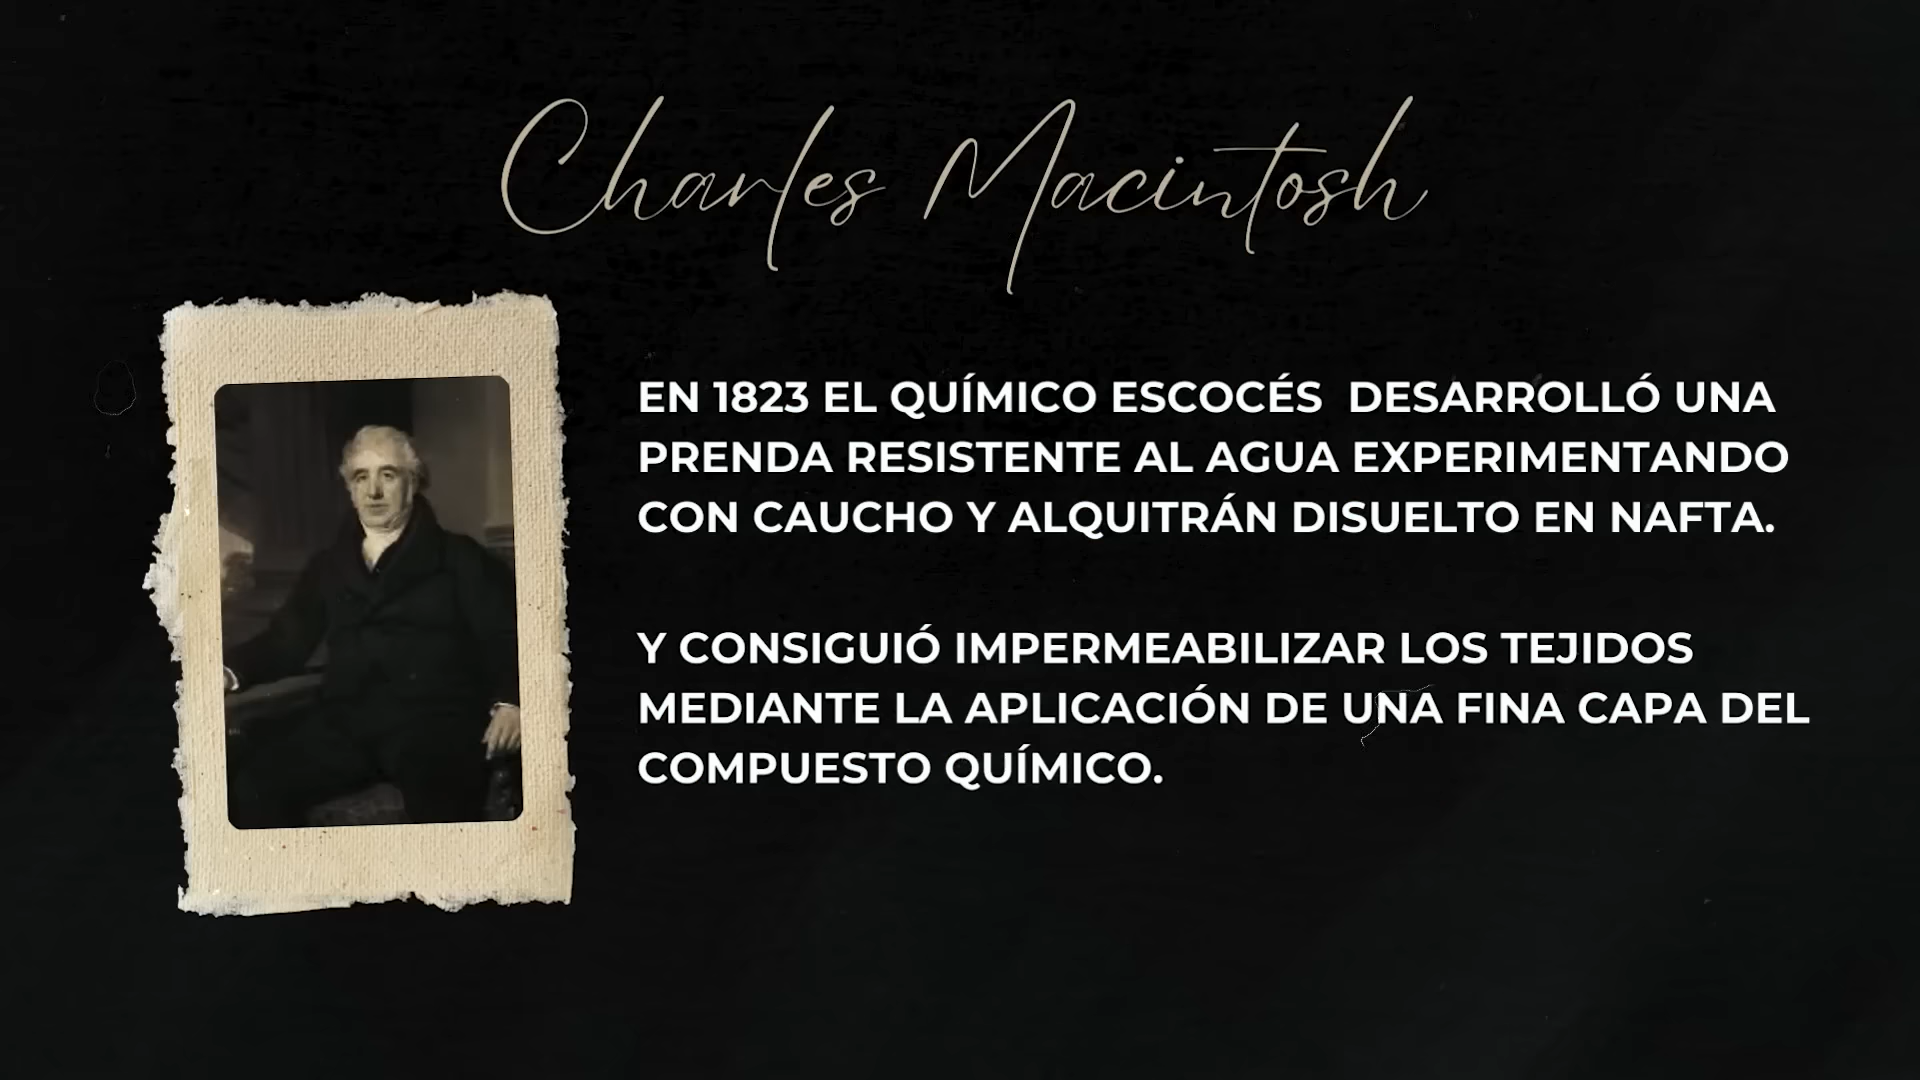 Charles Macintosh
EN 1823 EL QUÍMICO ESCOCÉS DESARROLLÓ UNA
PRENDA RESISTENTE AL AGUA EXPERIMENTANDO
CON CAUCHO Y ALQUITRÁN DISUELTO EN NAFTA.
Y CONSIGUIÓ IMPERMEABILIZAR LOS TEJIDOS
MEDIANTE LA APLICACIÓN DE UNA FINA CAPA DEL
COMPUESTO QUÍMICO.